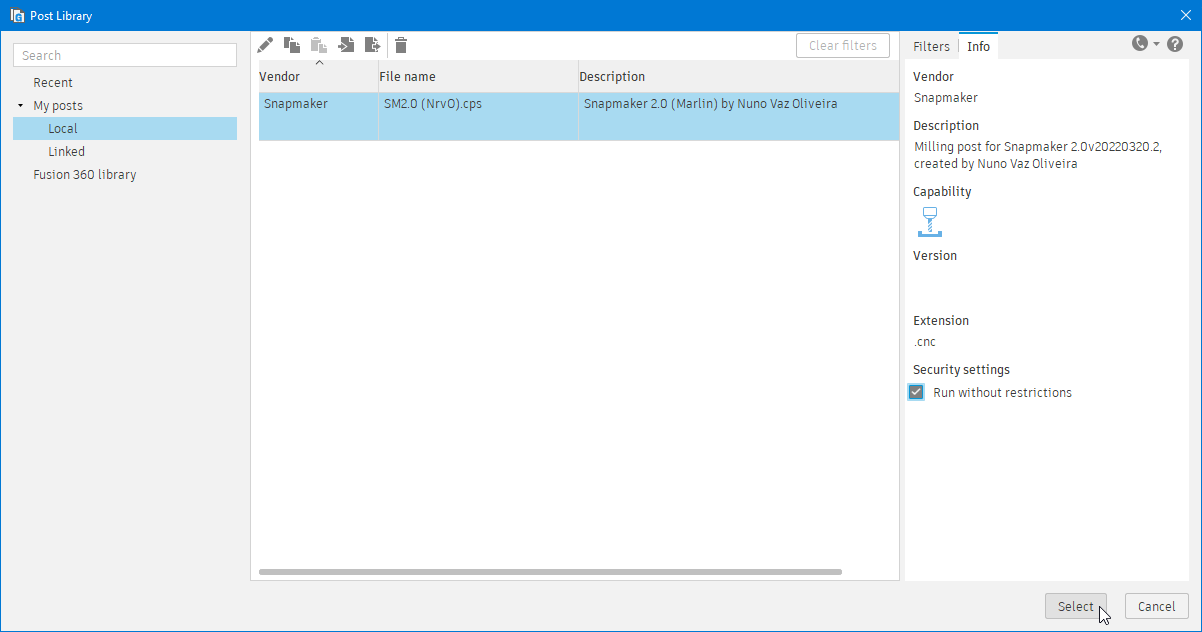 Post Library
Search
Recent
My posts
Local
Linked
Fusion 360 library
Clear filters
Vendor File name Description
Snapmaker SM2.0 (NrvO).cps Snapmaker 2.0 (Marlin) by Nuno Vaz Oliveira
Filters Info
Vendor
Snapmaker
Description
Milling post for Snapmaker 2.0v20220320.2,
created by Nuno Vaz Oliveira
Capability
Version
Extension
.cnc
Security settings
Run without restrictions
Select Cancel